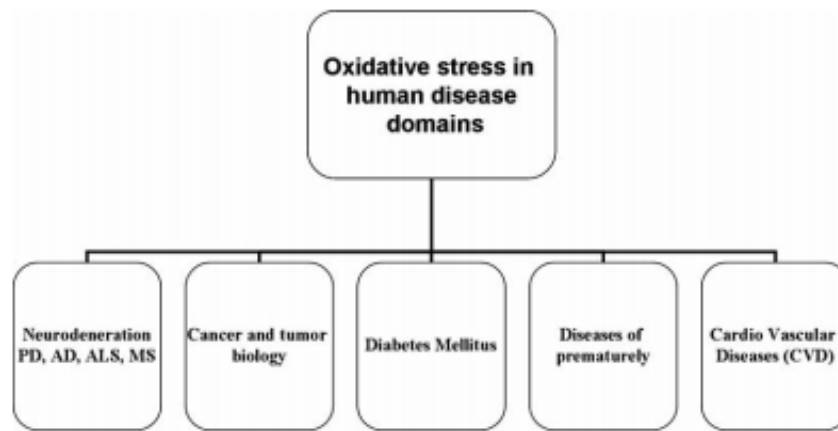 Oxidative stress in
human disease
domains
Neurodeneration
PD, AD, ALS, MS
Cancer and tumor
biology
Diabetes Mellitus
Diseases of
prematurely
Cardio Vascular
Diseases (CVD)